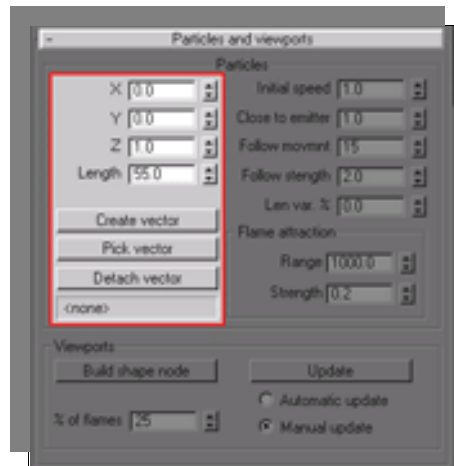 - Particles and viewports
Particles
X 0.0
Y 0.0
Z 1.0
Length 55.0
Create vector
Pick vector
Detach vector
<none>
Initial speed 1.0
Close to emitter 1.0
Follow movmnt 15
Follow stength 2.0
Len var. % 0.0
Flame attraction
Range 1000.0
Strength 0.2
Viewports
Build shape node
Update
% of flames 25
Automatic update
Manual update